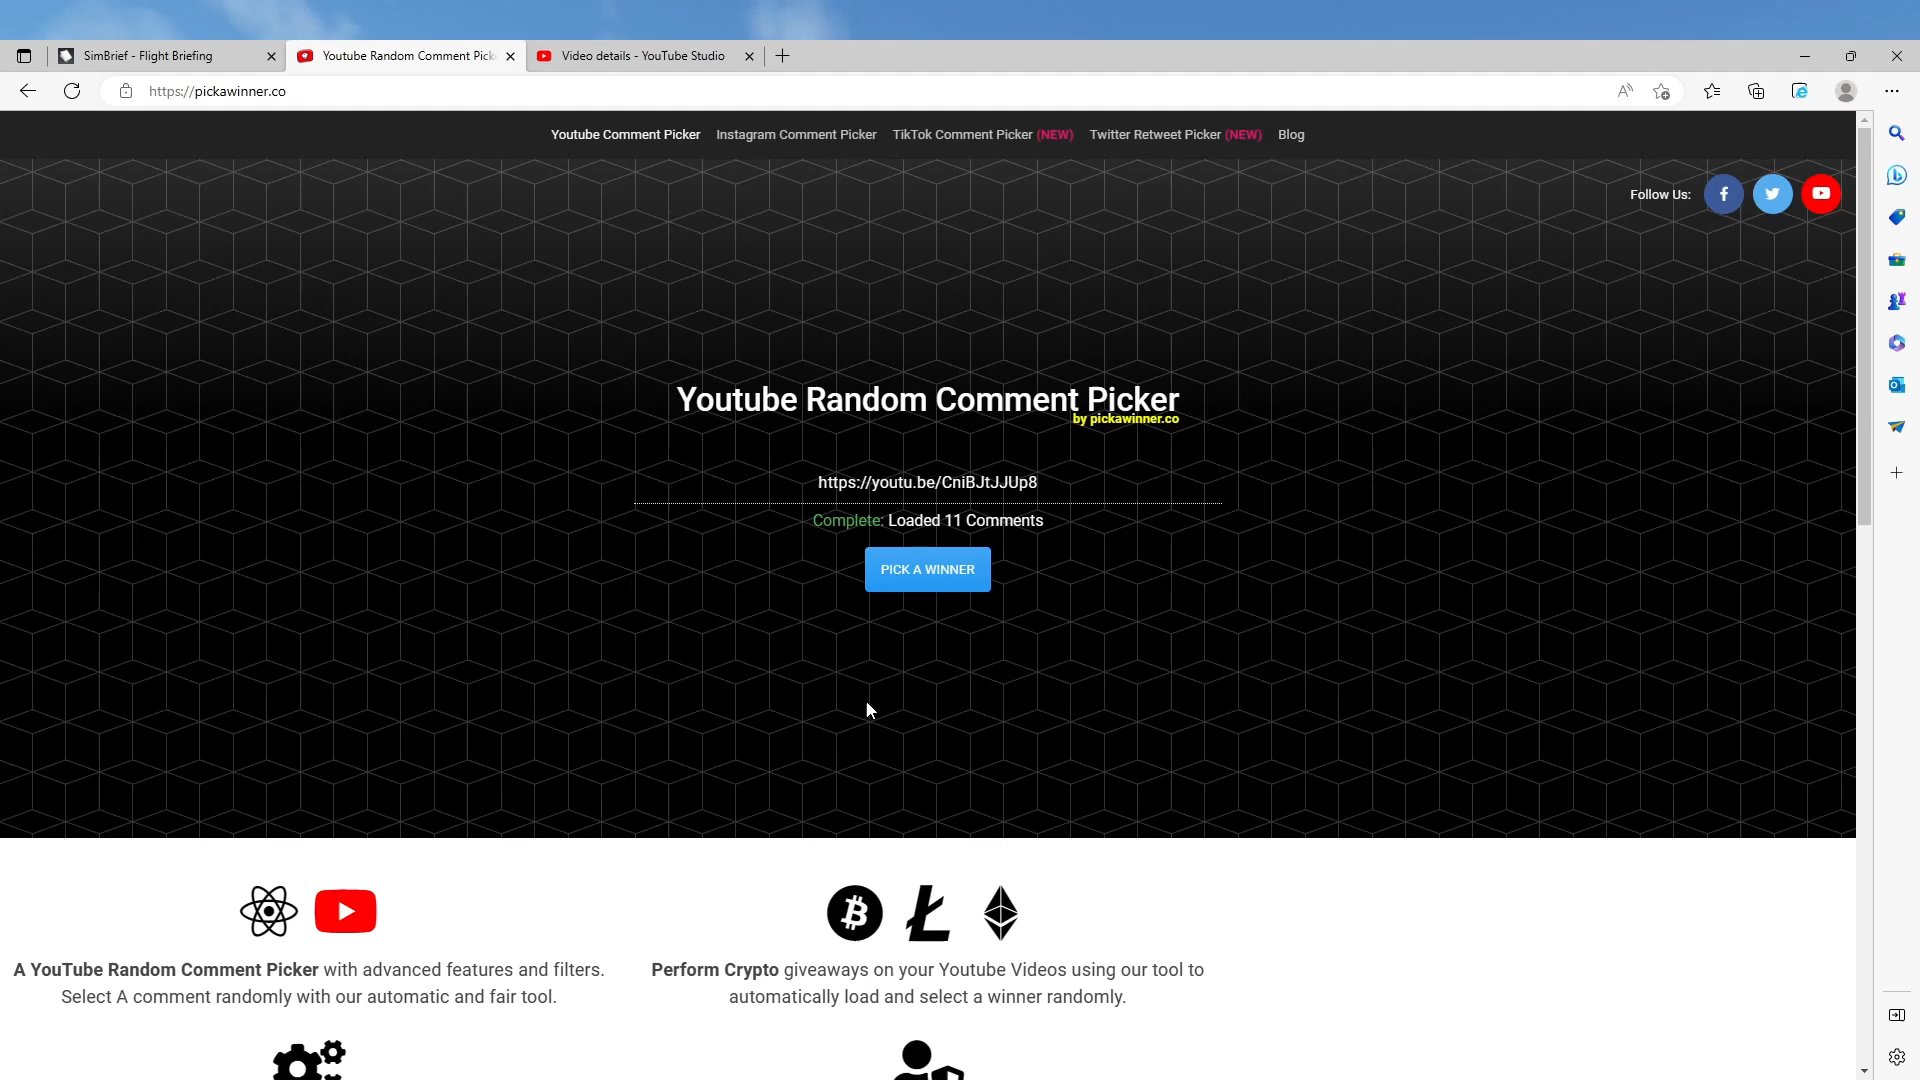 SimBrief - Flight Briefing
Youtube Random Comment Pick
Video details - YouTube Studio
https://pickawinner.co
Youtube Comment Picker
Instagram Comment Picker
TikTok Comment Picker (NEW)
Twitter Retweet Picker (NEW)
Blog
Follow Us:
Youtube Random Comment Picker
by pickawinner.co
https://youtu.be/CniBJtJJUp8
Complete: Loaded 11 Comments
PICK A WINNER
A YouTube Random Comment Picker with advanced features and filters.
Select A comment randomly with our automatic and fair tool.
Perform Crypto giveaways on your Youtube Videos using our tool to
automatically load and select a winner randomly.